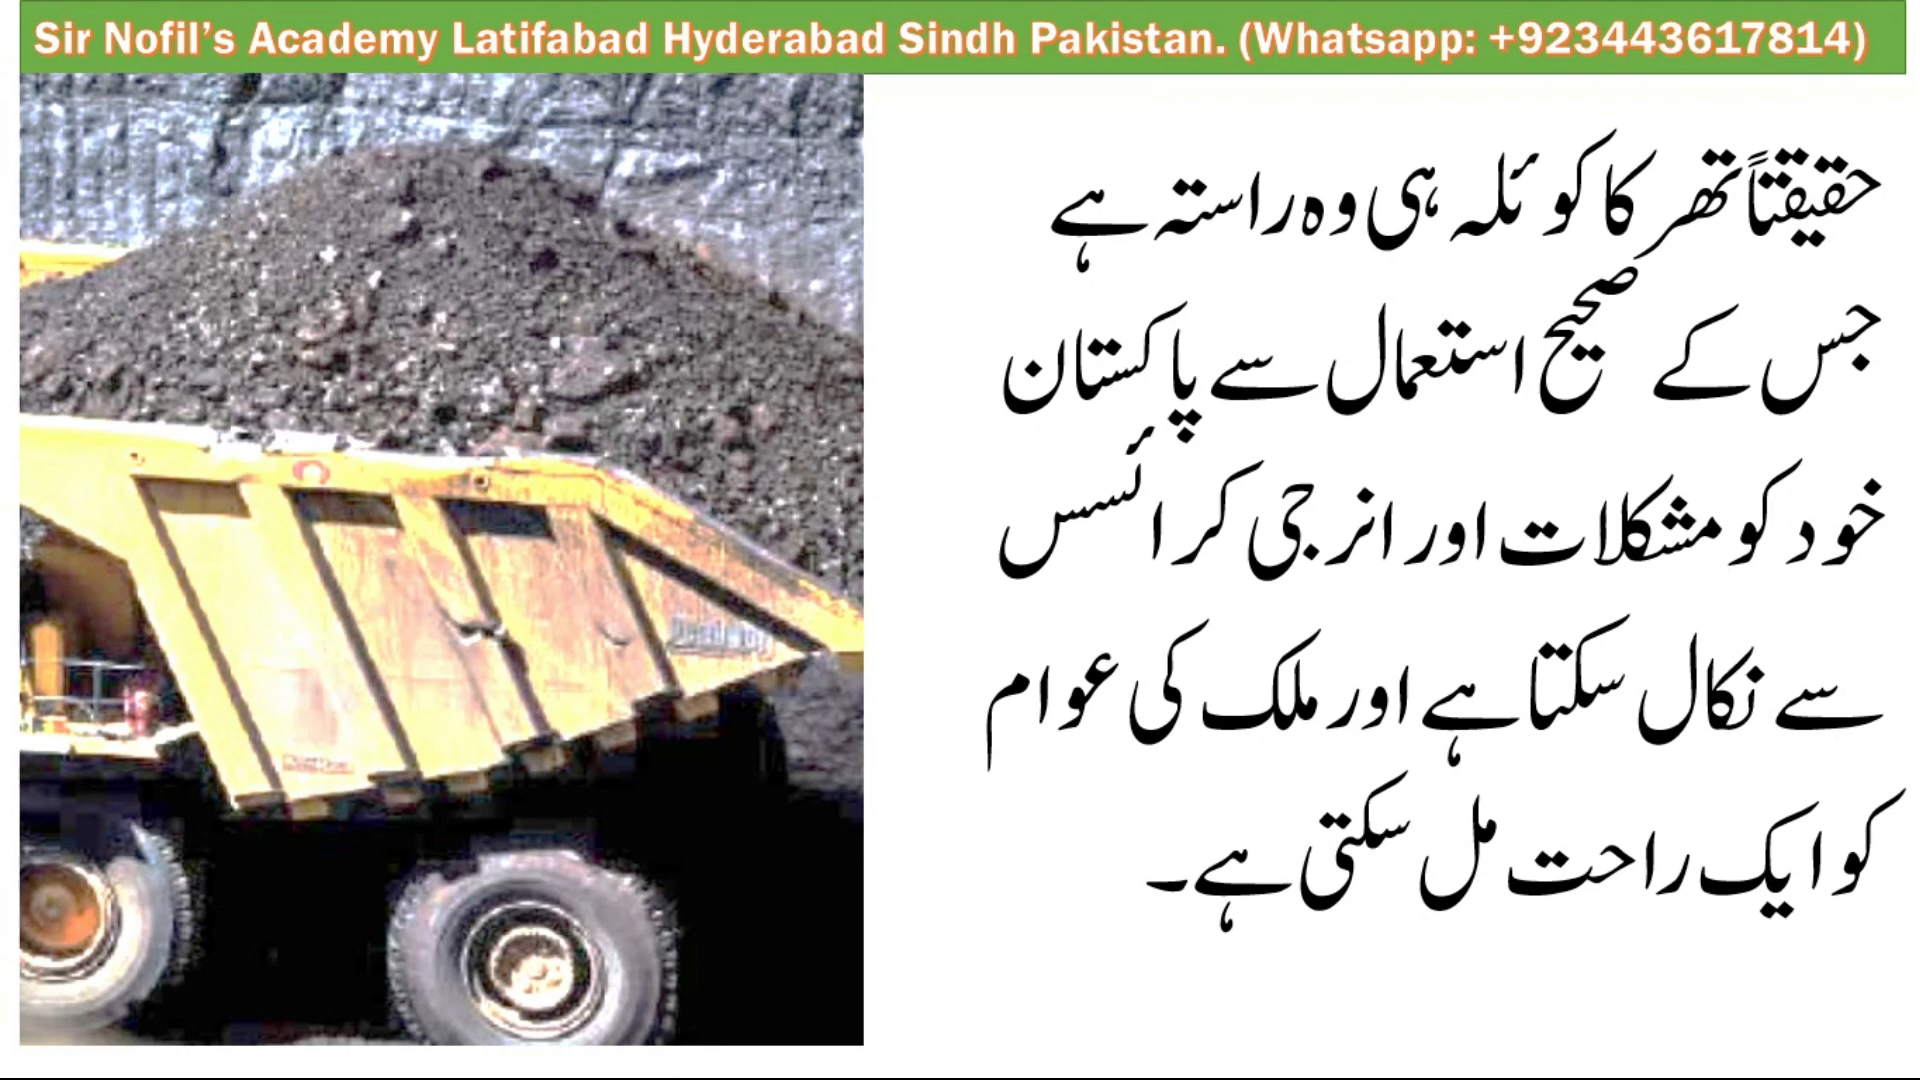 Sir Nofil's Academy Latifabad Hyderabad Sindh Pakistan. (Whatsapp: +923443617814)
حقیقتاً تھر کا کوئلہ ہی وہ راستہ ہے
جس کے صحیح استعمال سے پاکستان
خود کو مشکلات اور انرجی کرائسس
سے نکال سکتا ہے اور ملک کی عوام
کو ایک راحت مل سکتی ہے۔